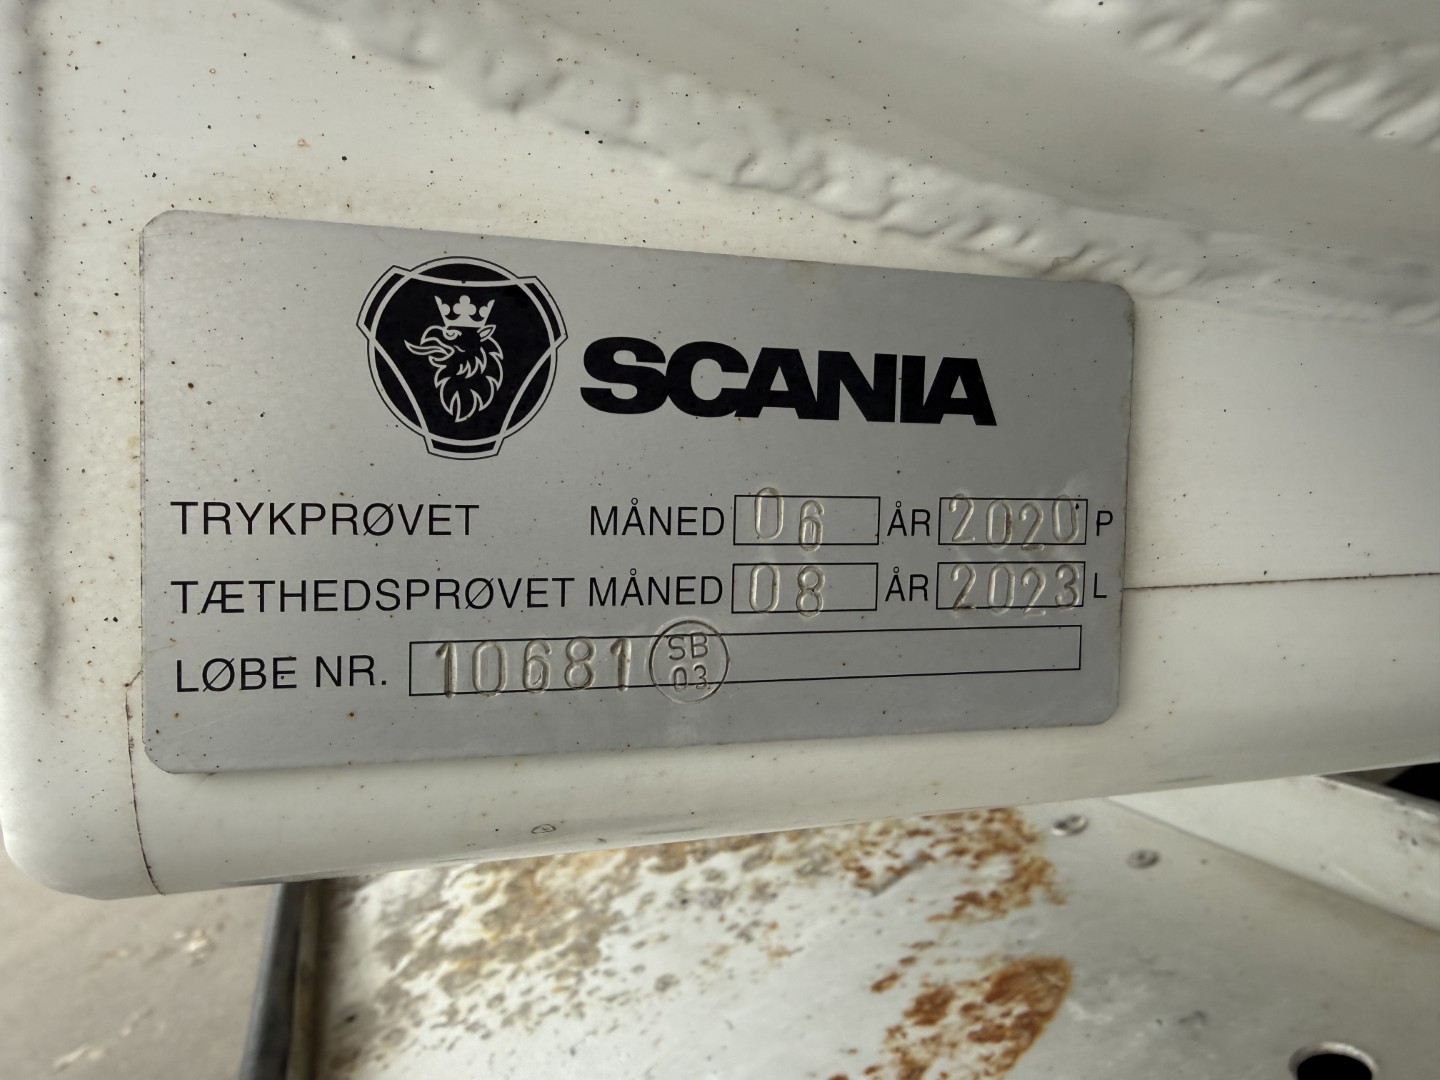 SCANIA
TRYKPRØVET MÅNED 06 ÅR 2020 P
TÆTHEDSPRØVET MÅNED 08 ÅR 2023 L
LØBE NR. 10681 SB 03